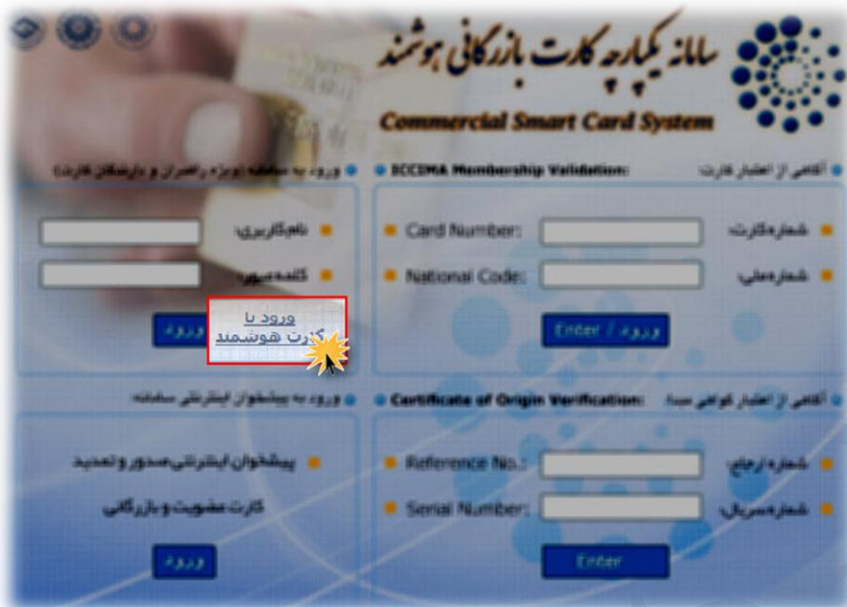 سامانه یکپارچه کارت بازرگانی هوشمند
Commercial Smart Card System
آگاهی از اعتبار کارت:
ICCIMA Membership Validation:
شماره کارت:
Card Number:
شماره ملی:
National Code:
ورود / Enter
ورود به سامانه (ویژه راهبران و دارندگان کارت)
نام کاربری:
کلمه عبور:
ورود با
کارت هوشمند
ورود
آگاهی از اعتبار گواهی مبدا:
Certificate of Origin Verification:
شماره ارجاع:
Reference No.:
شماره سریال:
Serial Number:
Enter
ورود به پیشخوان اینترنتی سامانه:
پیشخوان اینترنتی صدور و تمدید
کارت عضویت و بازرگانی
ورود